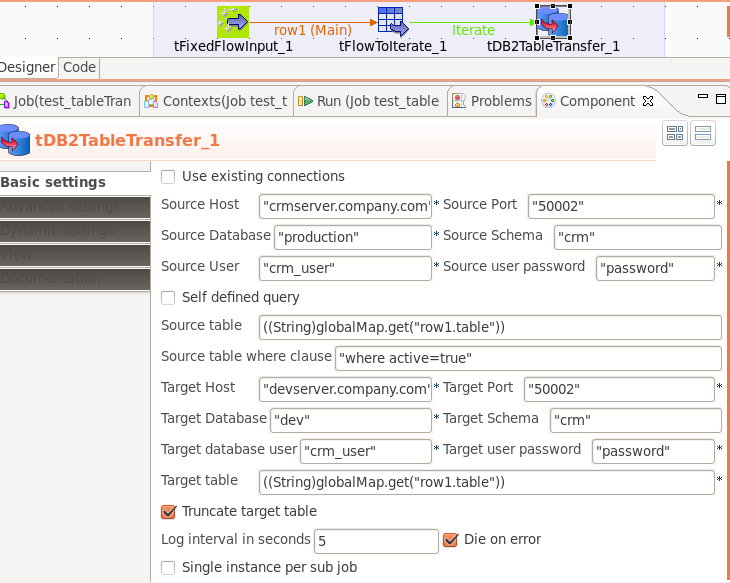 row1 (Main)
Iterate
tFixedFlowInput_1
tFlowToIterate_1
tDB2TableTransfer_1
Designer
Code
Job(test_tableTran
Contexts(Job test_t
Run (Job test_table
Problems
Component
tDB2TableTransfer_1
Basic settings
Advanced settings
Dynamic settings
View
Documentation
Use existing connections
Source Host "crmserver.company.com" * Source Port "50002" *
Source Database "production" * Source Schema "crm"
Source User "crm_user" * Source user password "password" *
Self defined query
Source table ((String)globalMap.get("row1.table"))
Source table where clause "where active=true"
Target Host "devserver.company.com" * Target Port "50002" *
Target Database "dev" * Target Schema "crm"
Target database user "crm_user" * Target user password "password" *
Target table ((String)globalMap.get("row1.table")) *
Truncate target table
Log interval in seconds 5 Die on error
Single instance per sub job